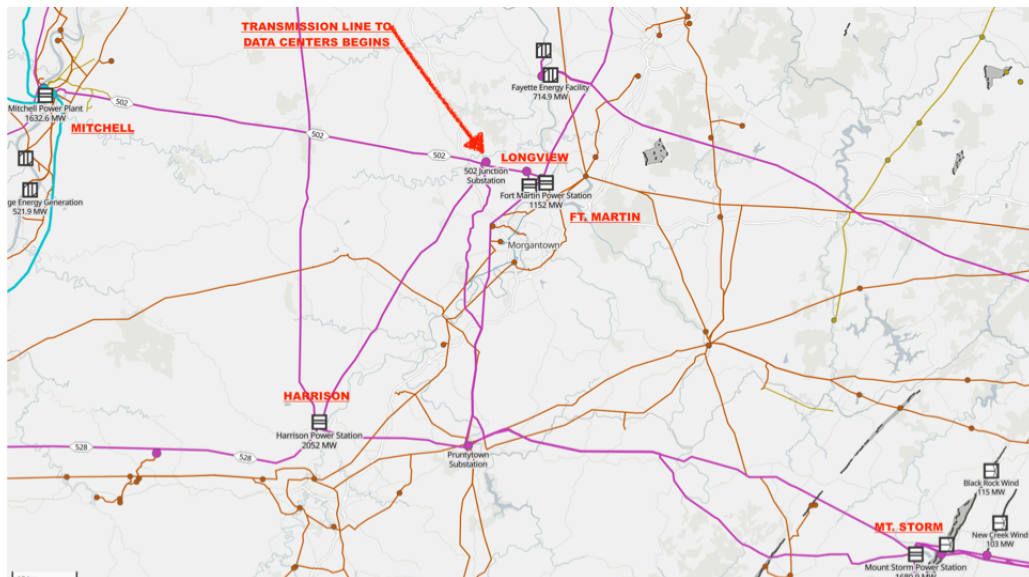 TRANSMISSION LINE TO
DATA CENTERS BEGINS
Fayette Energy Facility
714.9 MW
Mitchell Power Plant
1632.6 MW
502
MITCHELL
502
502
LONGVIEW
502 Junction
Substation
Fort Martin Power Station
1152 MW
ge Energy Generation
521.9 MW
FT. MARTIN
Morgantown
HARRISON
Harrison Power Station
2052 MW
528
528
Pruntytown
Substation
Black Rock Wind
115 MW
MT. STORM
New Creek Wind
103 MW
Mount Storm Power Station